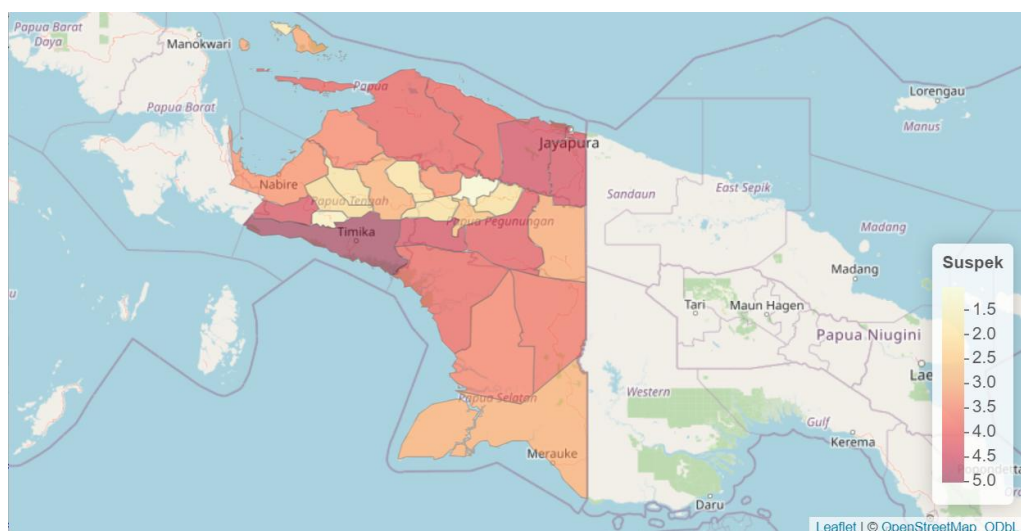 Papua Barat
Daya
Manokwari
Papua
Papua Barat
Lorengau
Manus
Jayapura
Nabire
Papua Tengah
Sandaun
East Sepik
Papua Pegunungan
Timika
Madang
Madang
Suspek
1.5
2.0
2.5
3.0
3.5
4.0
4.5
5.0
Tari
Maun Hagen
Papua Niugini
Lae
Western
Papua Selatan
Gulf
Kerema
Merauke
Daru
Leaflet | © OpenStreetMap, ODbL